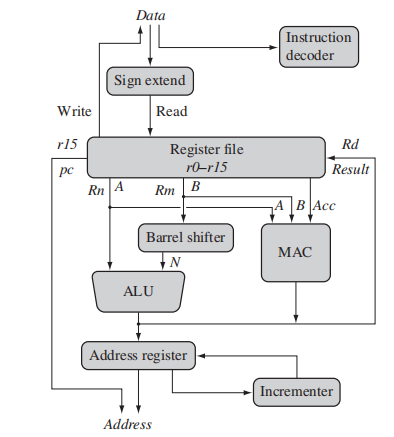 Data
Instruction
decoder
Sign extend
Write
Read
r15
Register file
Rd
pc
r0–r15
Result
Rn
A
Rm
B
A
B
Acc
Barrel shifter
MAC
N
ALU
Address register
Incrementer
Address